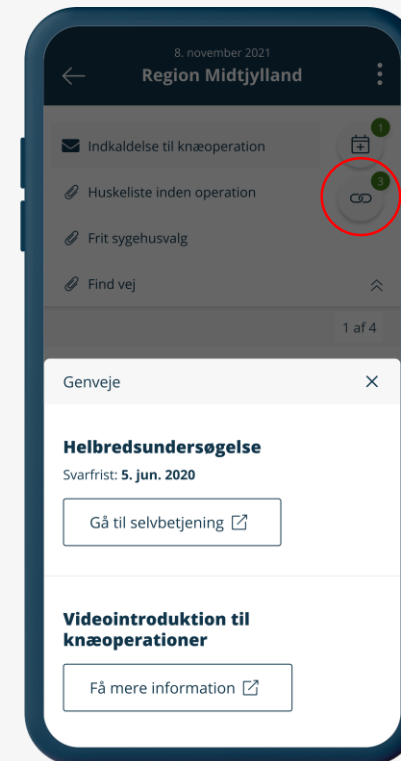 8. november 2021
Region Midtjylland
Indkaldelse til knæoperation
1
Huskeliste inden operation
3
Frit sygehusvalg
Find vej
1 af 4
Genveje
Helbredsundersøgelse
Svarfrist: 5. jun. 2020
Gå til selvbetjening
Videointroduktion til
knæoperationer
Få mere information